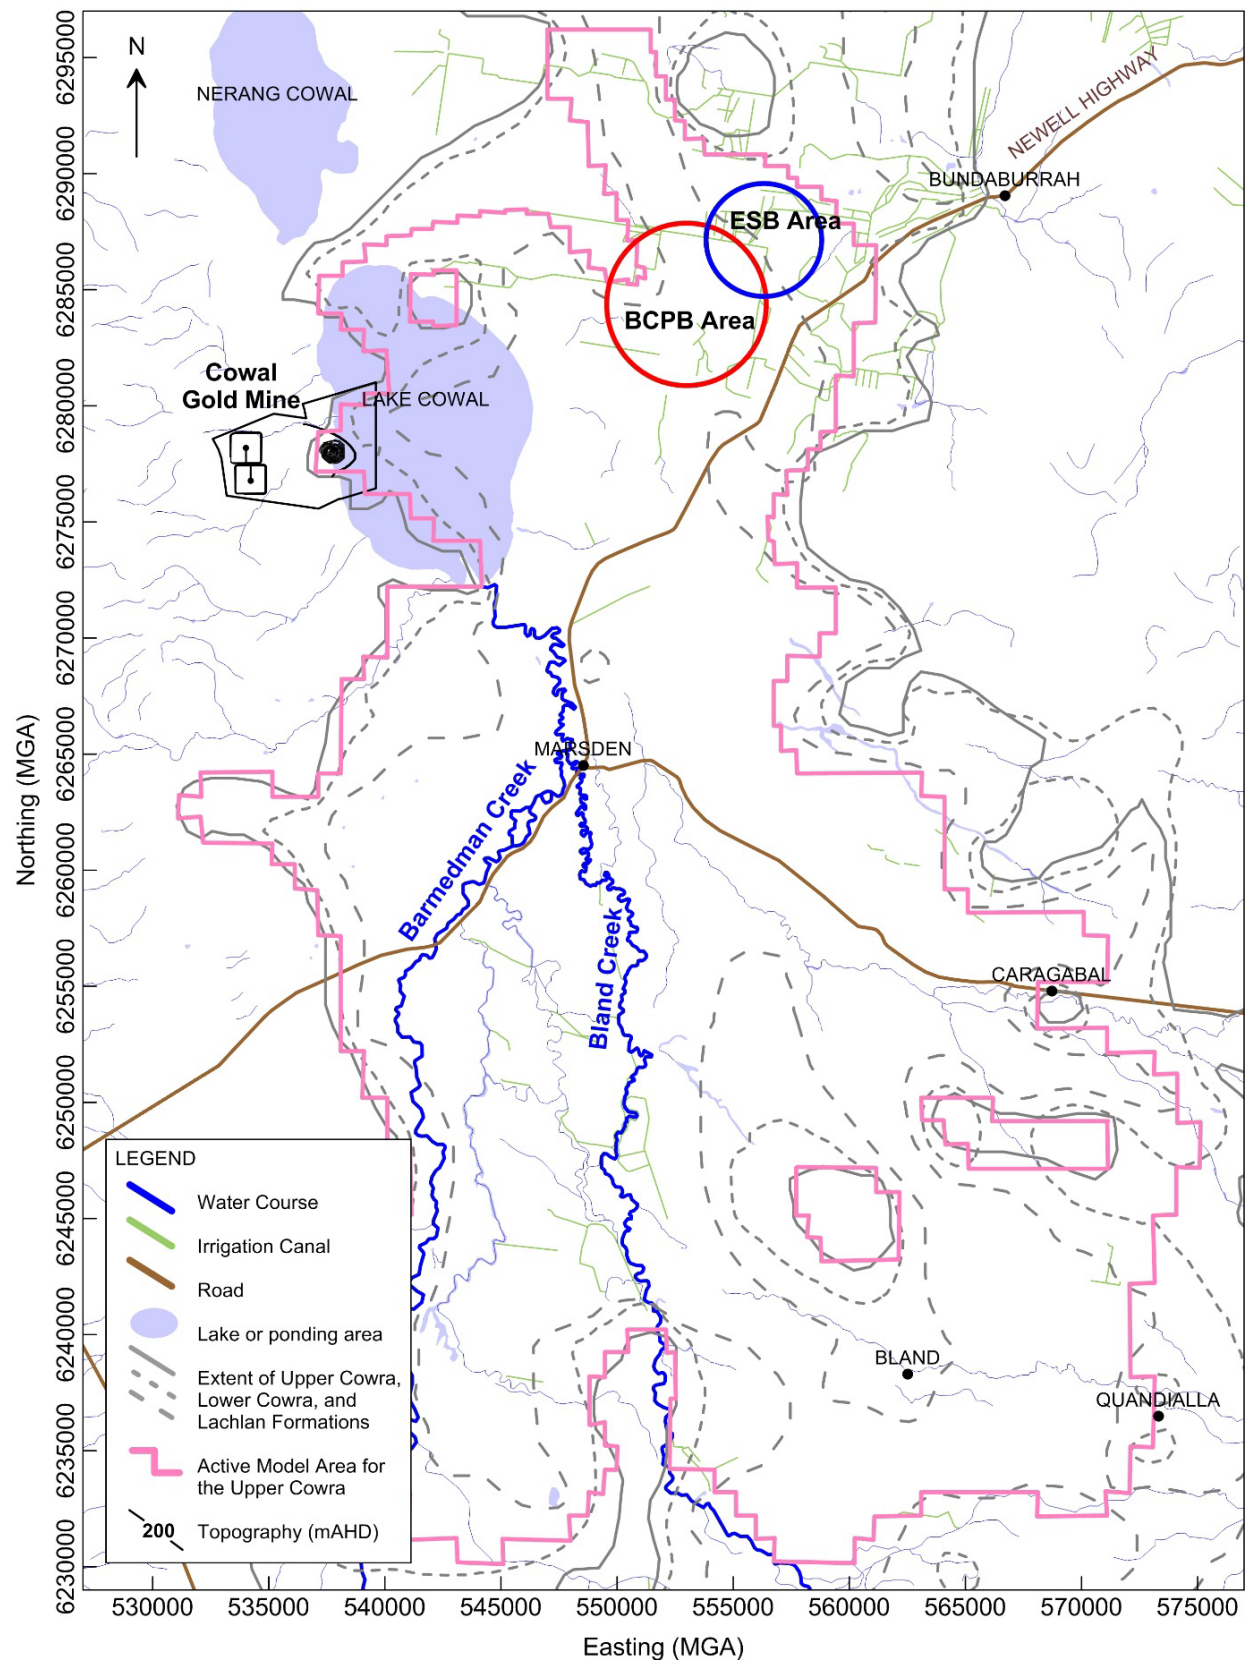 N
NERANG COWAL
NEWELL HIGHWAY
BUNDABURRAH
ESB Area
BCPB Area
Cowal
Gold Mine
LAKE COWAL
MARSDEN
Barmedman Creek
Bland Creek
CARAGABAL
BLAND
QUANDIALLA
LEGEND
Water Course
Irrigation Canal
Road
Lake or ponding area
Extent of Upper Cowra,
Lower Cowra, and
Lachlan Formations
Active Model Area for
the Upper Cowra
200 Topography (mAHD)
Northing (MGA)
6295000
6290000
6285000
6280000
6275000
6270000
6265000
6260000
6255000
6250000
6245000
6240000
6235000
6230000
530000 535000 540000 545000 550000 555000 560000 565000 570000 575000
Easting (MGA)